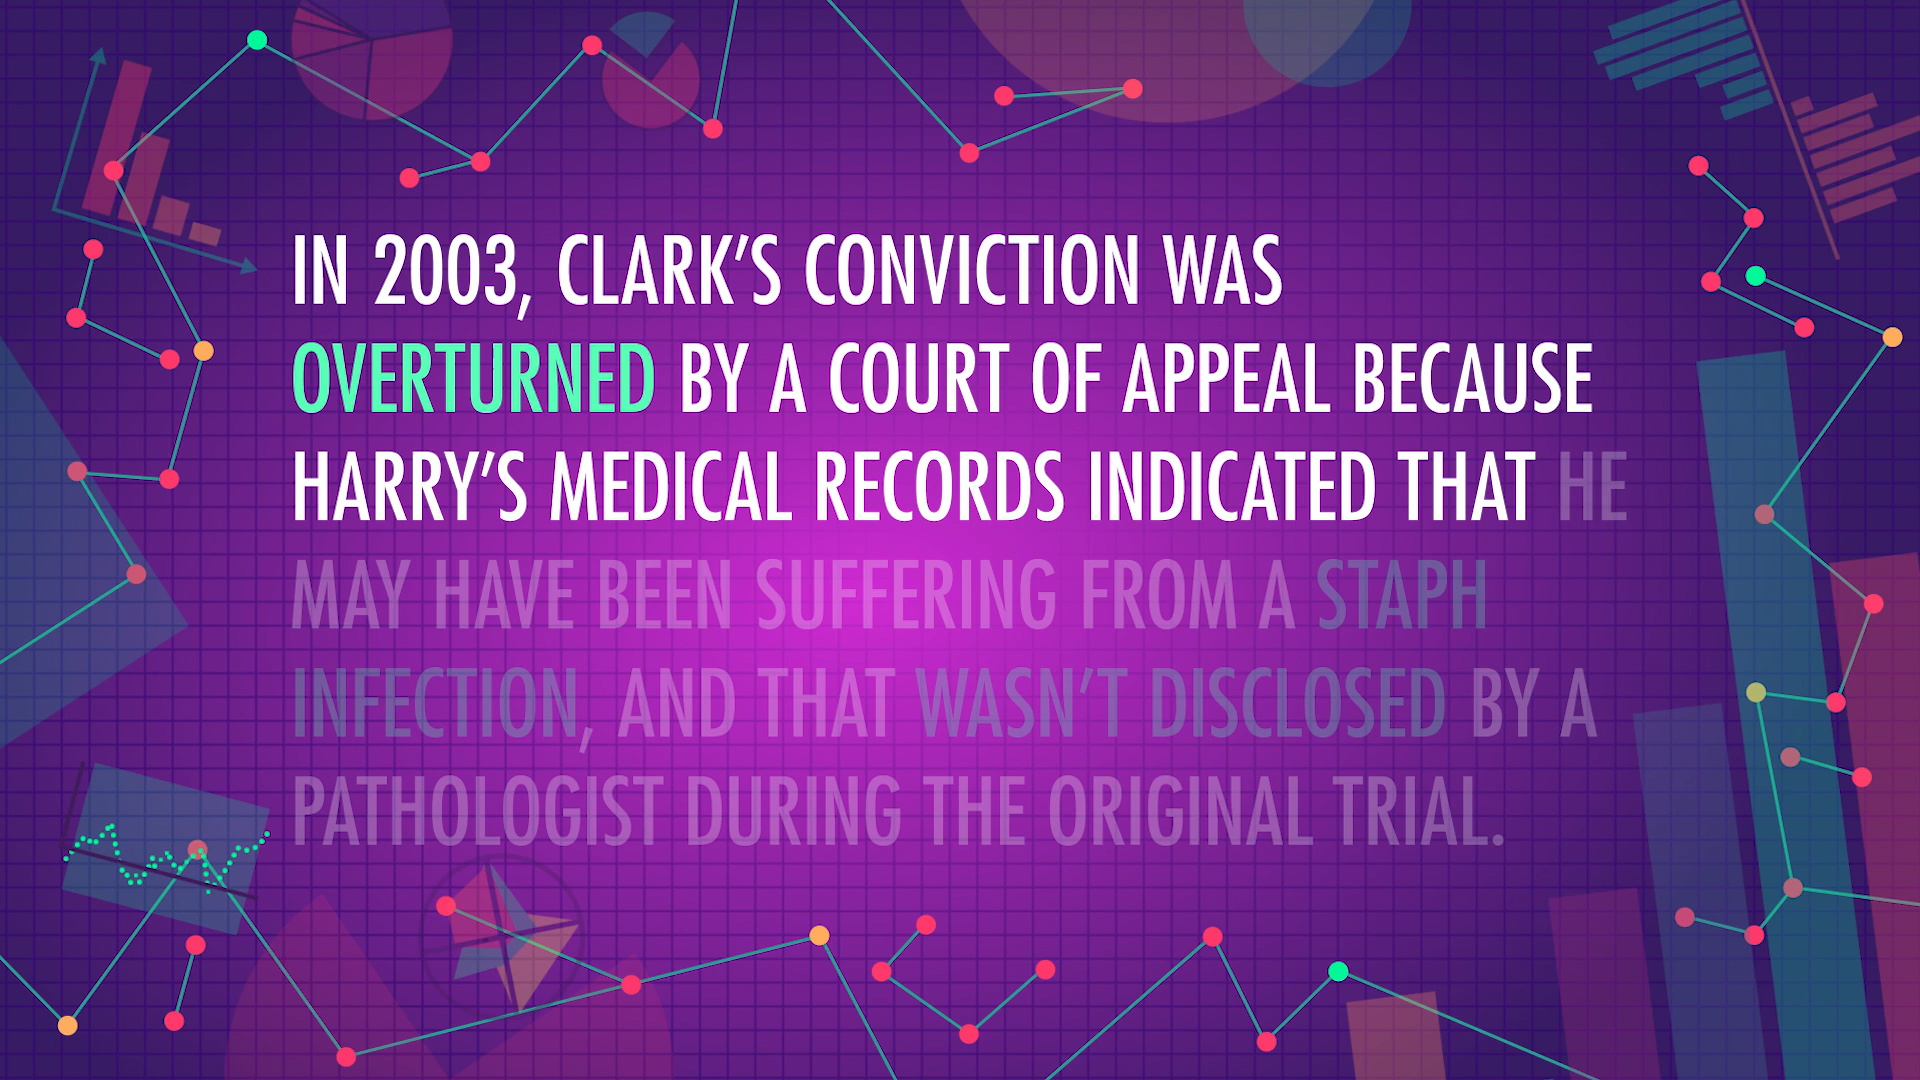 IN 2003, CLARK'S CONVICTION WAS
OVERTURNED BY A COURT OF APPEAL BECAUSE
HARRY'S MEDICAL RECORDS INDICATED THAT HE
MAY HAVE BEEN SUFFERING FROM A STAPH
INFECTION, AND THAT WASN'T DISCLOSED BY A
PATHOLOGIST DURING THE ORIGINAL TRIAL.